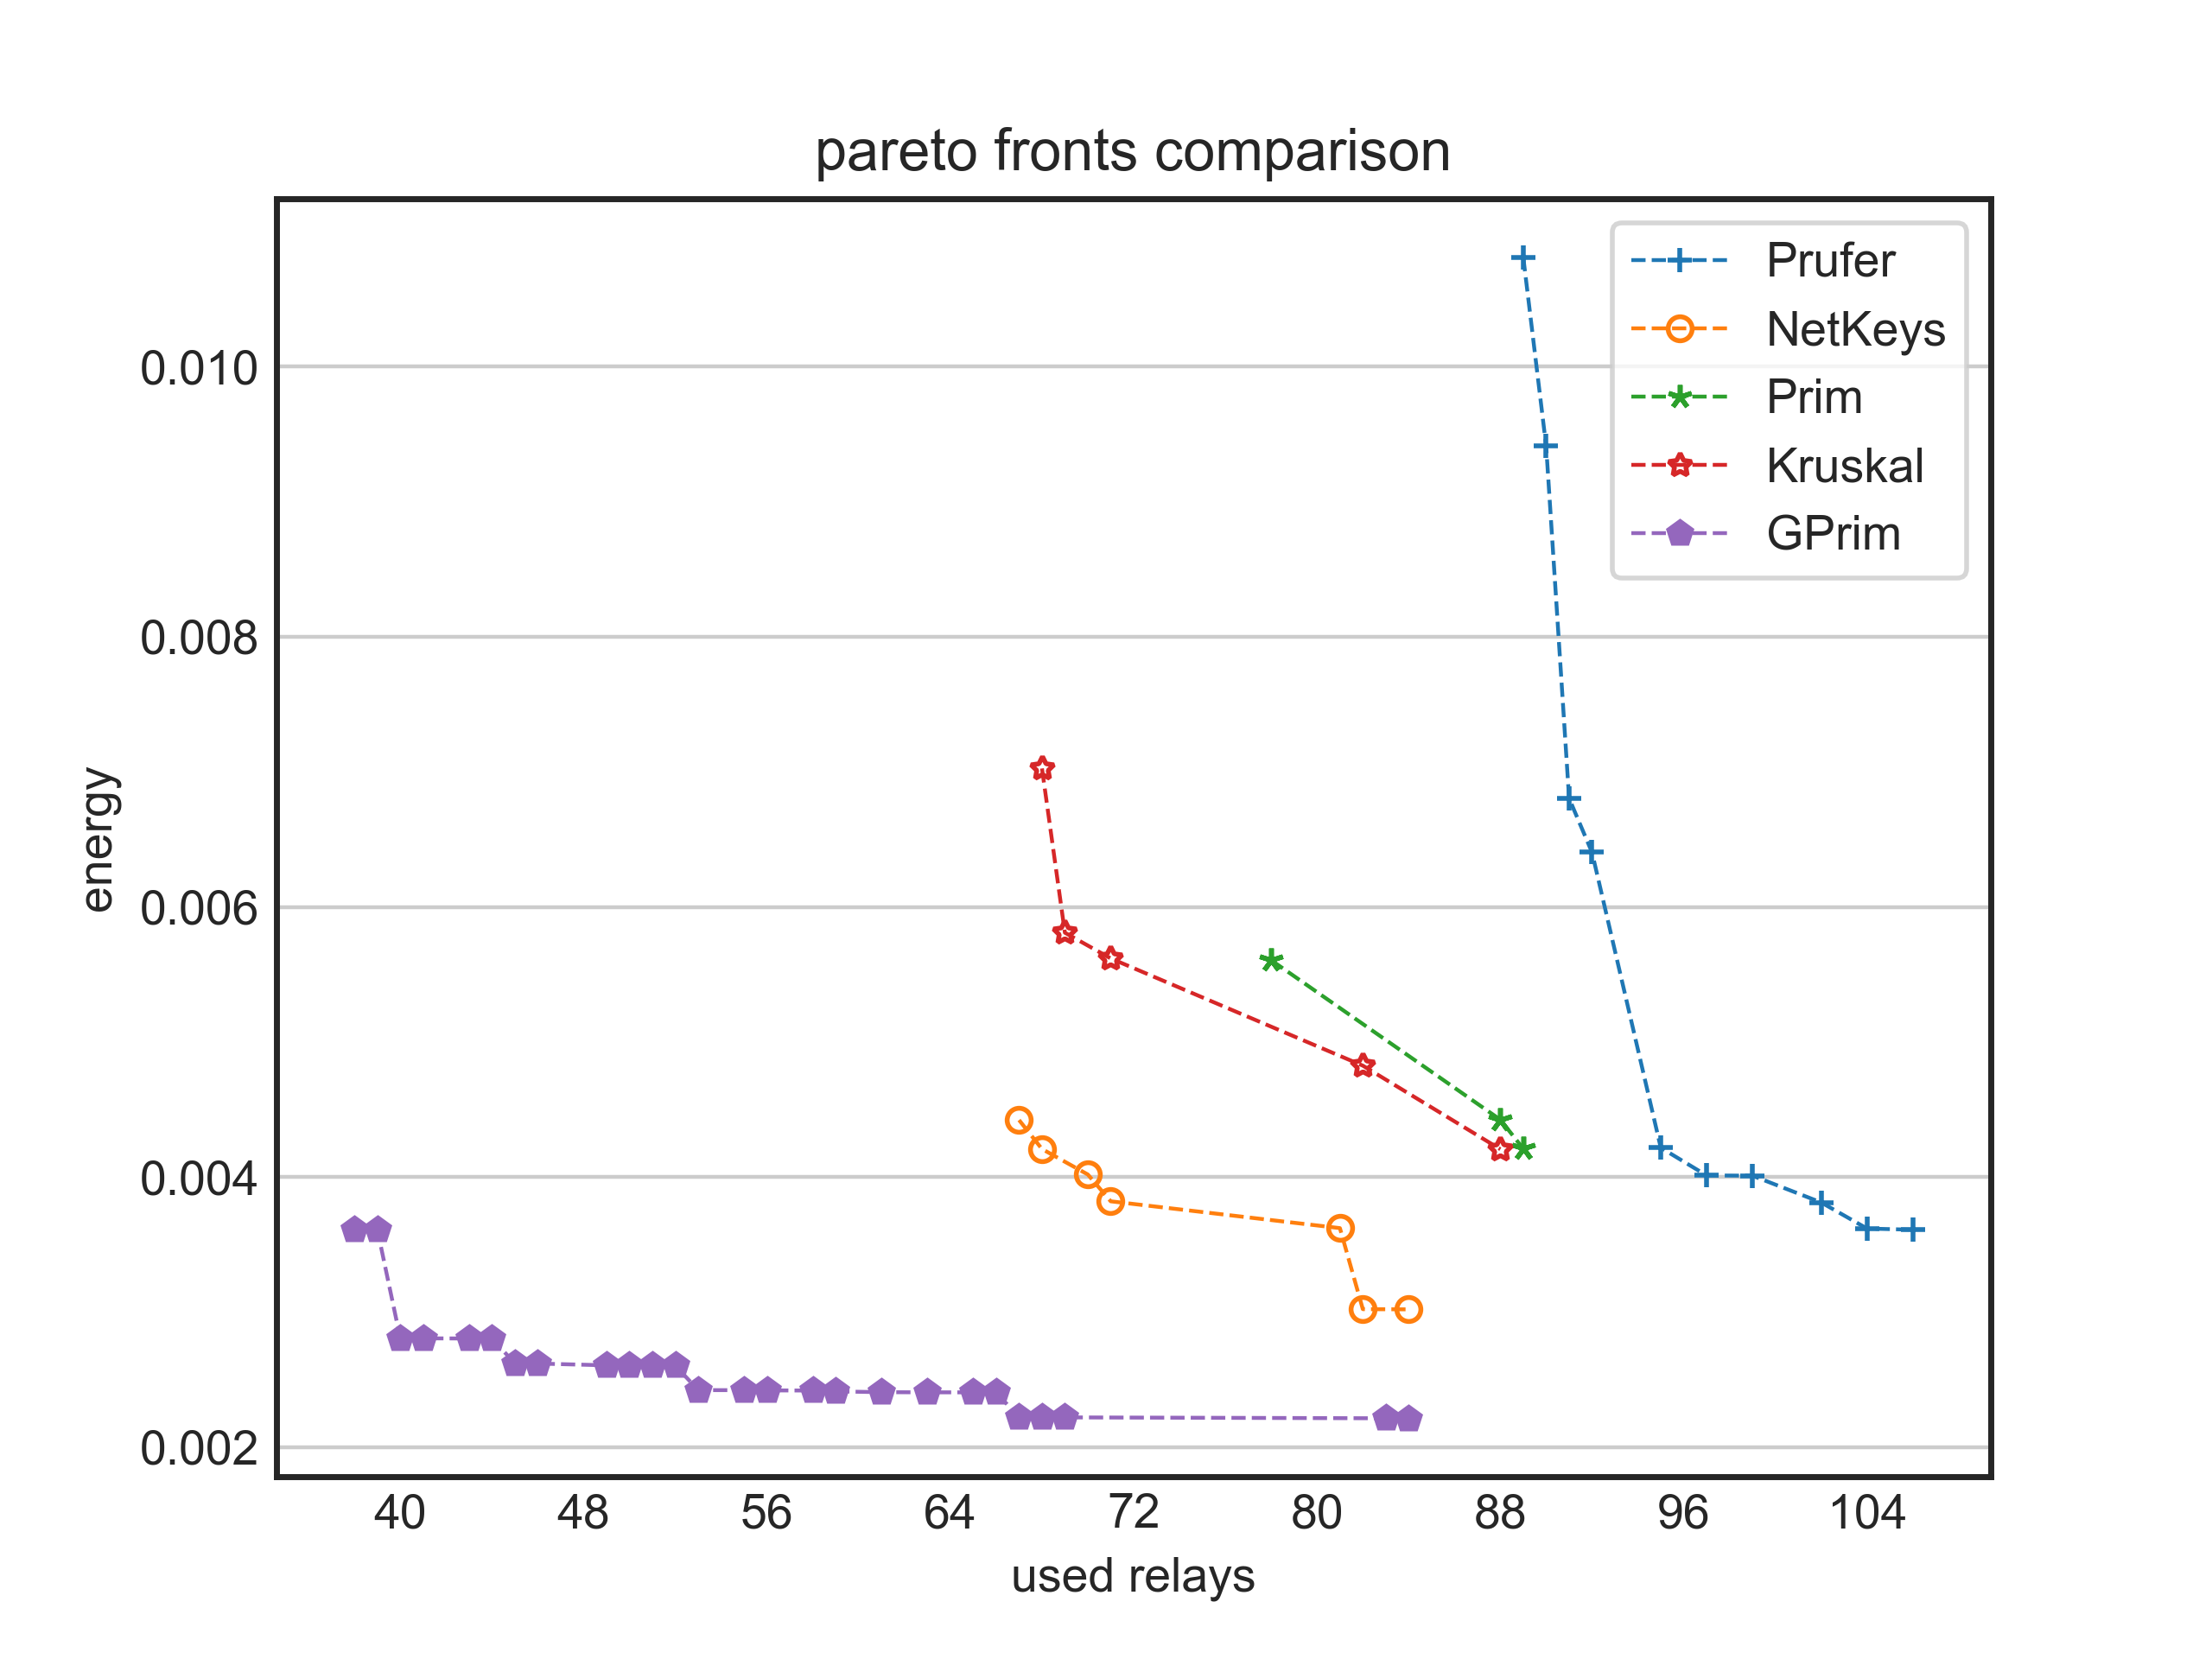 pareto fronts comparison
Prufer
NetKeys
Prim
Kruskal
GPrim
energy
0.010
0.008
0.006
0.004
0.002
40 48 56 64 72 80 88 96 104
used relays